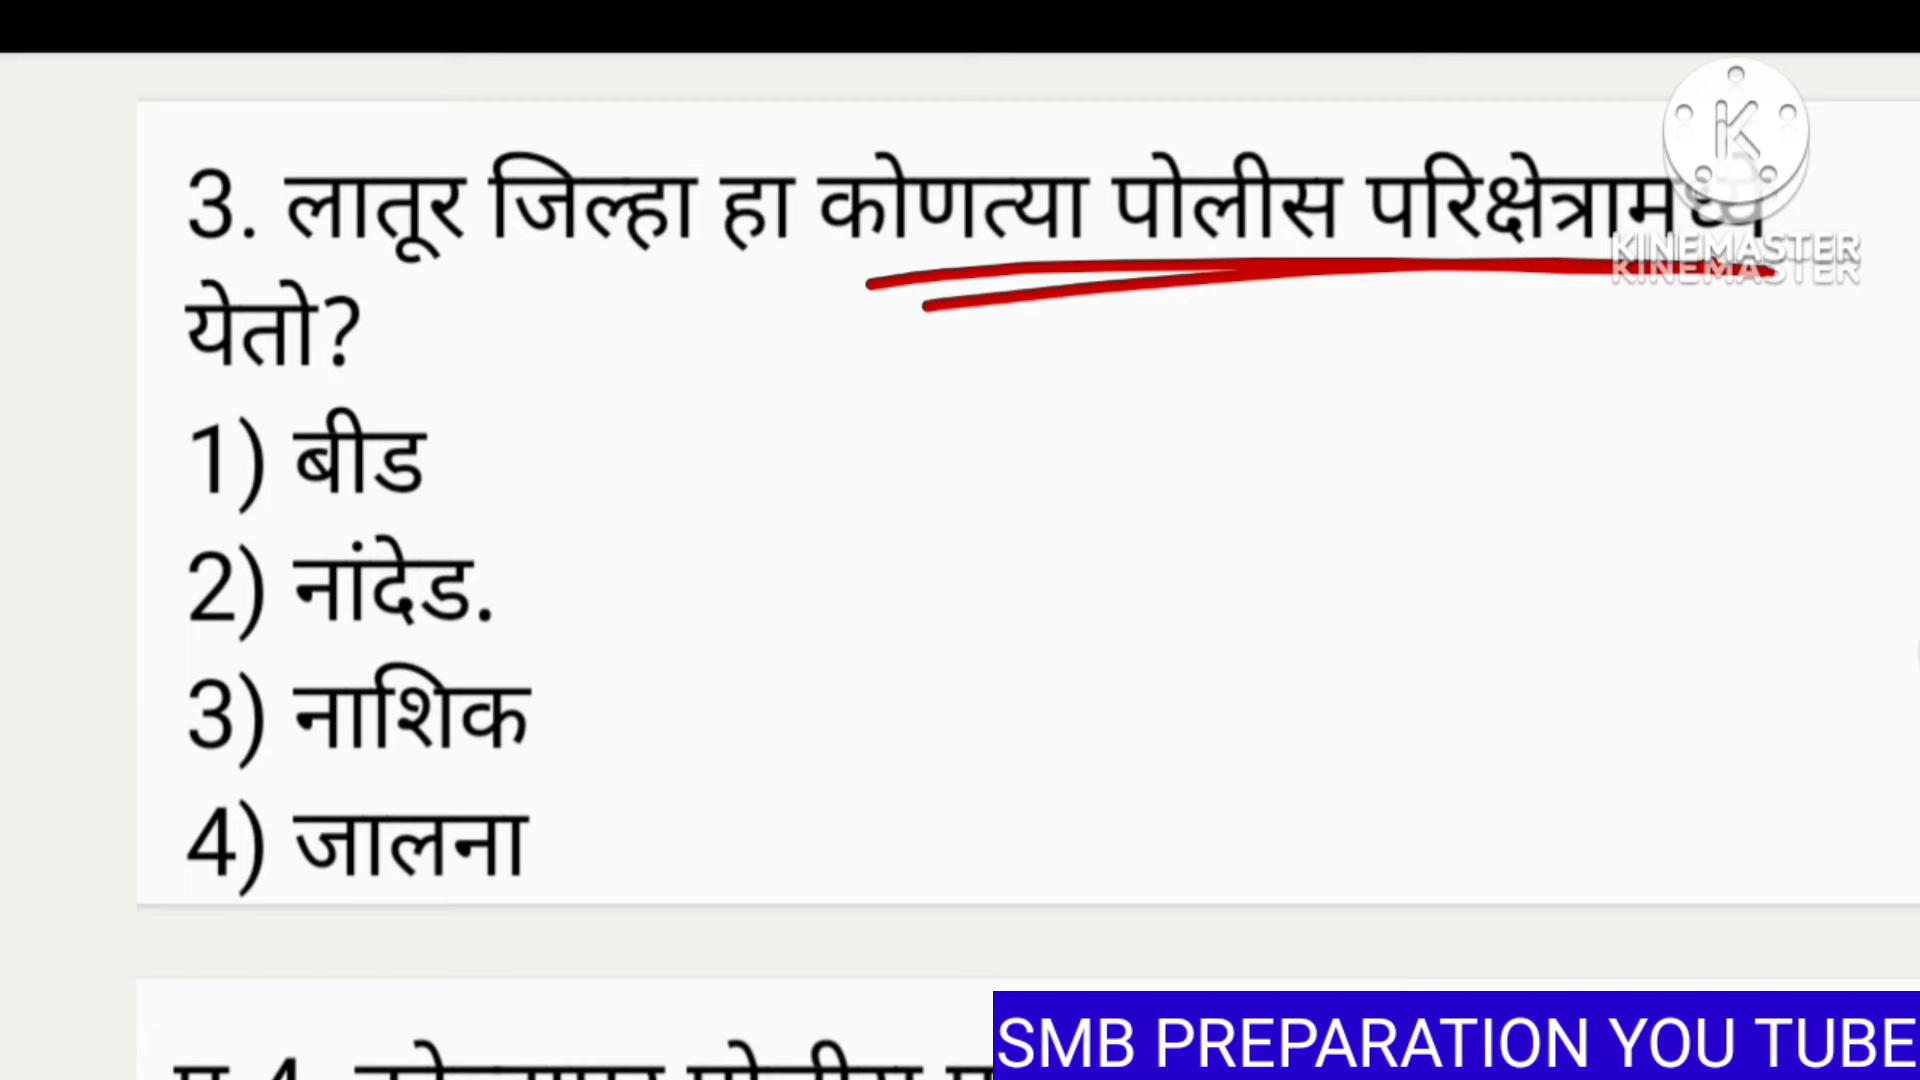 3. लातूर जिल्हा हा कोणत्या पोलीस परिक्षेत्रामध्ये
KINEMASTER
येतो?
1) बीड
2) नांदेड.
3) नाशिक
4) जालना
SMB PREPARATION YOU TUBE